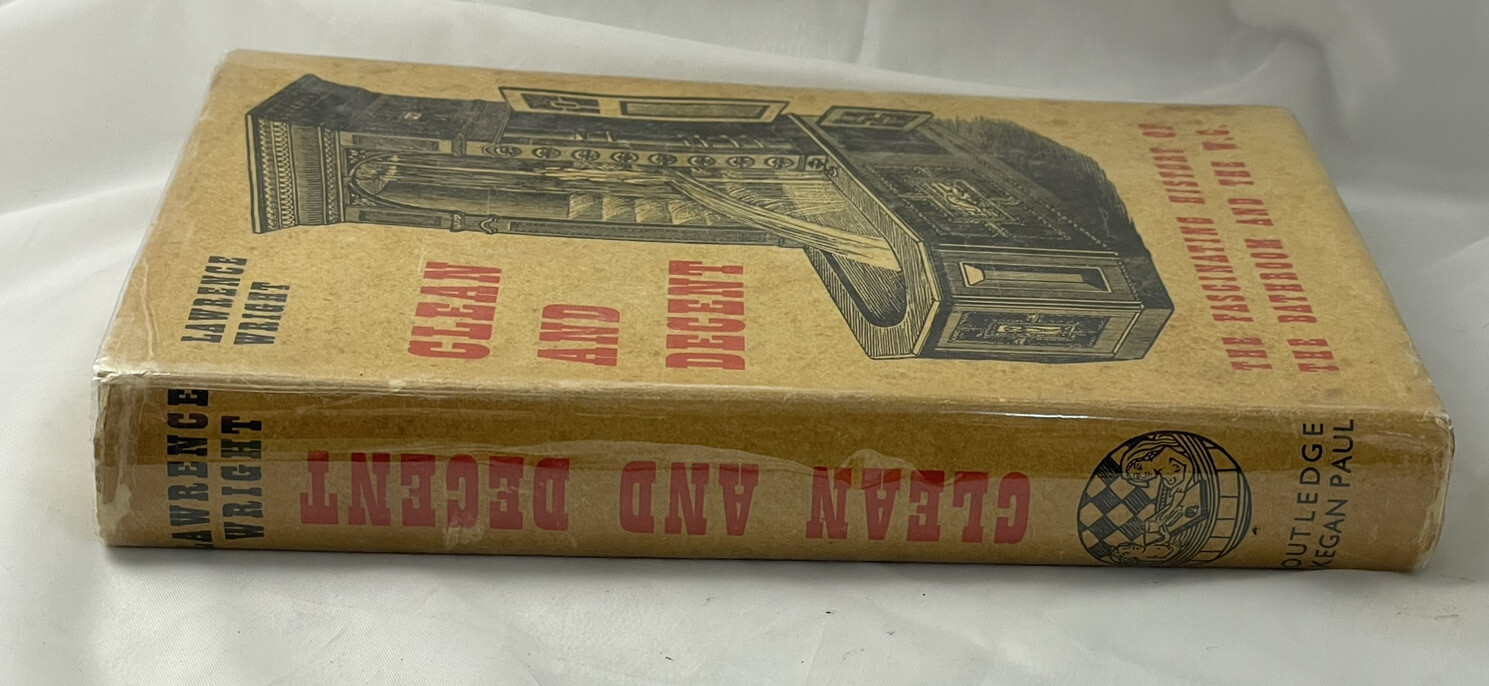 LAWRENCE
WRIGHT
CLEAN
AND
DECENT
THE FASCINATING HISTORY OF
THE BATHROOM AND THE W.C.
LAWRENCE
WRIGHT
CLEAN AND DECENT
OUTLEDGE
KEGAN PAUL